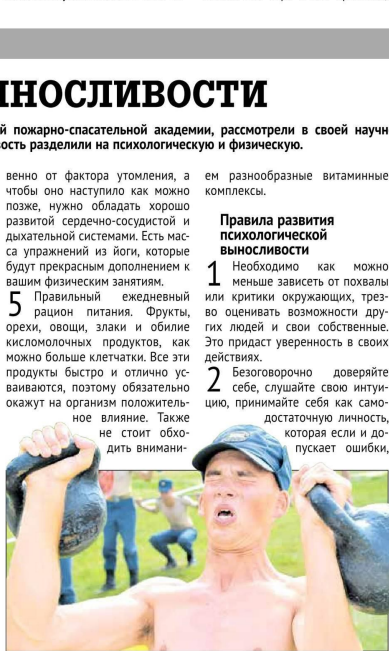 ЫНОСЛИВОСТИ
й пожарно-спасательной академии, рассмотрели в своей научн
вость разделили на психологическую и физическую.
венно от фактора утомления, а
чтобы оно наступило как можно
позже, нужно обладать хорошо
развитой сердечно-сосудистой и
дыхательной системами. Есть мас-
са упражнений из йоги, которые
будут прекрасным дополнением к
вашим физическим занятиям.
5 Правильный ежедневный
рацион питания. Фрукты,
орехи, овощи, злаки и обилие
кисломолочных продуктов, как
можно больше клетчатки. Все эти
продукты быстро и отлично ус-
ваиваются, поэтому обязательно
окажут на организм положитель-
ное влияние. Также
не стоит обхо-
дить внимани-
ем разнообразные витаминные
комплексы.
Правила развития
психологической
выносливости
1 Необходимо как можно
меньше зависеть от похвалы
или критики окружающих, трез-
во оценивать возможности дру-
гих людей и свои собственные.
Это придаст уверенность в своих
действиях.
2 Безоговорочно доверяйте
себе, слушайте свою интуи-
цию, принимайте себя как само-
достаточную личность,
которая если и до-
пускает ошибки,